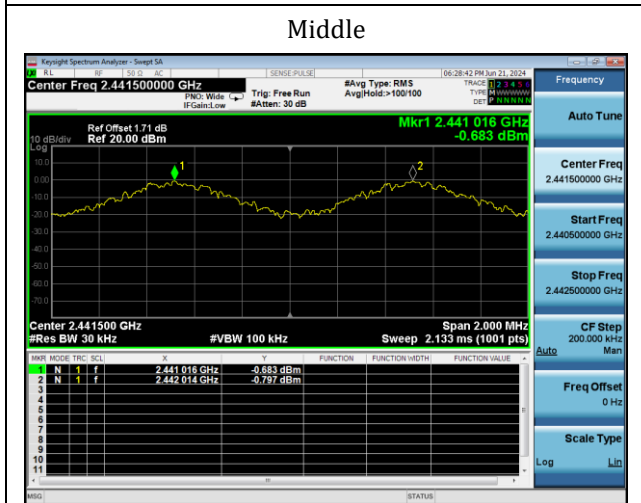 Middle
Keysight Spectrum Analyzer - Swept SA
RL RF 50 Ω AC SENSE:PULSE 06:28:42 PM Jun 21, 2024
Center Freq 2.441500000 GHz
PNO: Wide
IFGain:Low
Trig: Free Run
#Atten: 30 dB
#Avg Type: RMS
Avg|Hold:>100/100
TRACE 1 2 3 4 5 6
TYPE M WWWWW
DET P NNNNN
Ref Offset 1.71 dB
Ref 20.00 dBm
10 dB/div
Log
Mkr1 2.441 016 GHz
-0.683 dBm
10.0
0.00
-10.0
-20.0
-30.0
-40.0
-50.0
-60.0
-70.0
1
2
Center 2.441500 GHz Span 2.000 MHz
#Res BW 30 kHz #VBW 100 kHz Sweep 2.133 ms (1001 pts)
MKR MODE TRC SCL X Y FUNCTION FUNCTION WIDTH FUNCTION VALUE
1 N 1 f 2.441 016 GHz -0.683 dBm
2 N 1 f 2.442 014 GHz -0.797 dBm
3
4
5
6
7
8
9
10
11
MSG STATUS
Frequency
Auto Tune
Center Freq
2.441500000 GHz
Start Freq
2.440500000 GHz
Stop Freq
2.442500000 GHz
CF Step
200.000 kHz
Auto Man
Freq Offset
0 Hz
Scale Type
Log Lin